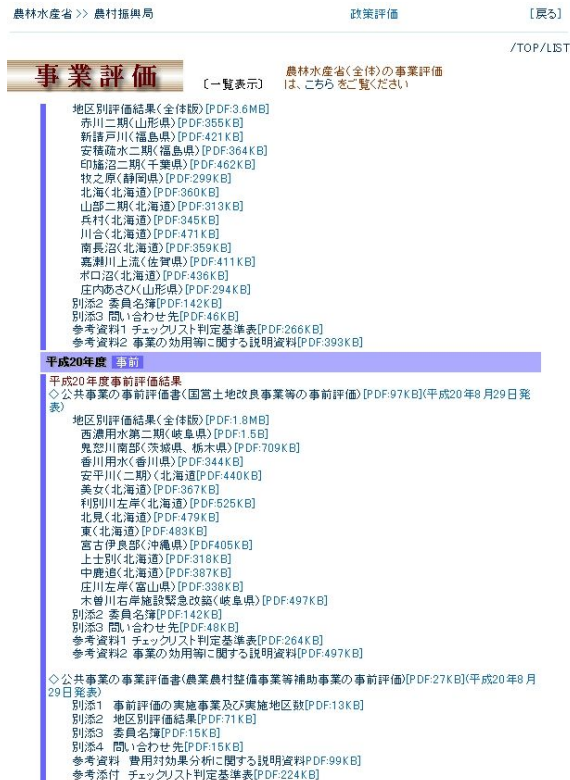 農林水産省 >> 農村振興局 政策評価 [戻る]
/TOP/LIST
事業評価 〔一覧表示〕 農林水産省(全体)の事業評価
は、こちら をご覧ください
地区別評価結果(全体版)[PDF:3.6MB]
赤川二期(山形県)[PDF:355KB]
新請戸川(福島県)[PDF:421KB]
安積疏水二期(福島県)[PDF:364KB]
印旛沼二期(千葉県)[PDF:462KB]
牧之原(静岡県)[PDF:299KB]
北海(北海道)[PDF:360KB]
山部二期(北海道)[PDF:313KB]
兵村(北海道)[PDF:345KB]
川合(北海道)[PDF:471KB]
南長沼(北海道)[PDF:359KB]
嘉瀬川上流(佐賀県)[PDF:411KB]
ポロ沼(北海道)[PDF:436KB]
庄内あさひ(山形県)[PDF:294KB]
別添2 委員名簿[PDF:142KB]
別添3 問い合わせ先[PDF:46KB]
参考資料1 チェックリスト判定基準表[PDF:266KB]
参考資料2 事業の効用等に関する説明資料[PDF:393KB]
平成20年度 事前
平成20年度事前評価結果
◇公共事業の事前評価書(国営土地改良事業等の事前評価)[PDF:97KB](平成20年8月29日発
表)
地区別評価結果(全体版)[PDF:1.8MB]
西濃用水第二期(岐阜県)[PDF:1.5B]
鬼怒川南部(茨城県、栃木県)[PDF:709KB]
香川用水(香川県)[PDF:344KB]
安平川(二期)(北海道[PDF:440KB]
美女(北海道)[PDF:367KB]
利別川左岸(北海道)[PDF:525KB]
北見(北海道)[PDF:479KB]
東(北海道)[PDF:483KB]
宮古伊良部(沖縄県)[PDF405KB]
上士別(北海道)[PDF:318KB]
中鹿追(北海道)[PDF:387KB]
庄川左岸(富山県)[PDF:338KB]
木曽川右岸施設緊急改築(岐阜県)[PDF:497KB]
別添2 委員名簿[PDF:142KB]
別添3 問い合わせ先[PDF:48KB]
参考資料1 チェックリスト判定基準表[PDF:264KB]
参考資料2 事業の効用等に関する説明資料[PDF:497KB]
◇公共事業の事業評価書(農業農村整備事業等補助事業の事前評価)[PDF:27KB](平成20年8月
29日発表)
別添1 事前評価の実施事業及び実施地区数[PDF:13KB]
別添2 地区別評価結果[PDF:71KB]
別添3 委員名簿[PDF:15KB]
別添4 問い合わせ先[PDF:15KB]
参考資料 費用対効果分析に関する説明資料PDF:99KB]
参考添付 チェックリスト判定基準表[PDF:224KB]